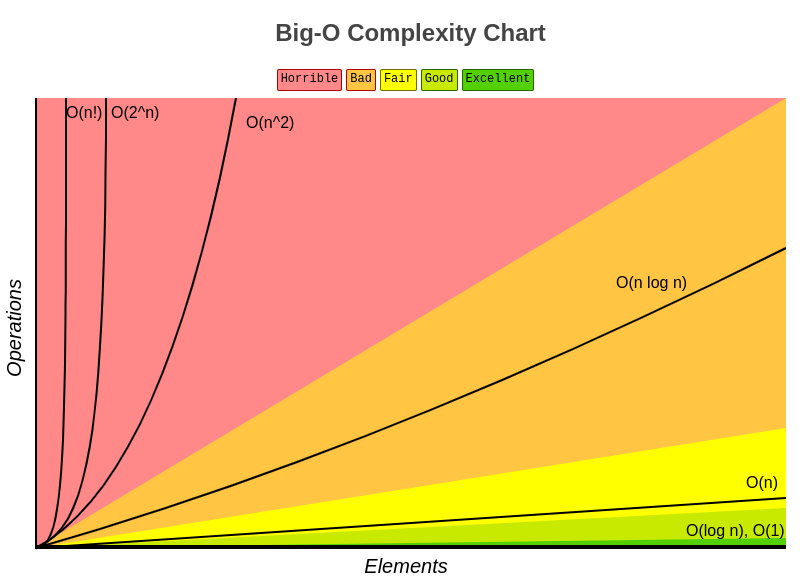 Big-O Complexity Chart
Horrible Bad Fair Good Excellent
O(n!) O(2^n)
O(n^2)
O(n log n)
O(n)
O(log n), O(1)
Operations
Elements